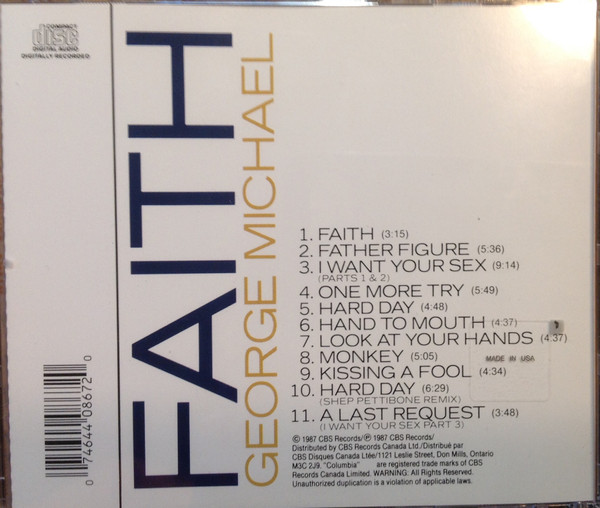 COMPACT
disc
DIGITAL AUDIO
DIGITALLY RECORDED
FAITH
GEORGE MICHAEL
1. FAITH (3:15)
2. FATHER FIGURE (5:36)
3. I WANT YOUR SEX (9:14)
(PARTS 1 & 2)
4. ONE MORE TRY (5:49)
5. HARD DAY (4:48)
6. HAND TO MOUTH (4:37)
7. LOOK AT YOUR HANDS (4:37)
8. MONKEY (5:05)
9. KISSING A FOOL (4:34)
10. HARD DAY (6:29)
(SHEP PETTIBONE REMIX)
11. A LAST REQUEST (3:48)
(I WANT YOUR SEX PART 3)
MADE IN USA
© 1987 CBS Records/℗ 1987 CBS Records/
Distributed by CBS Records Canada Ltd./Distribué par
CBS Disques Canada Ltée/1121 Leslie Street, Don Mills, Ontario
M3C 2J9. "Columbia" are registered trade marks of CBS
Records Canada Limited. WARNING: All Rights Reserved.
Unauthorized duplication is a violation of applicable laws.
0 74644 08672 0